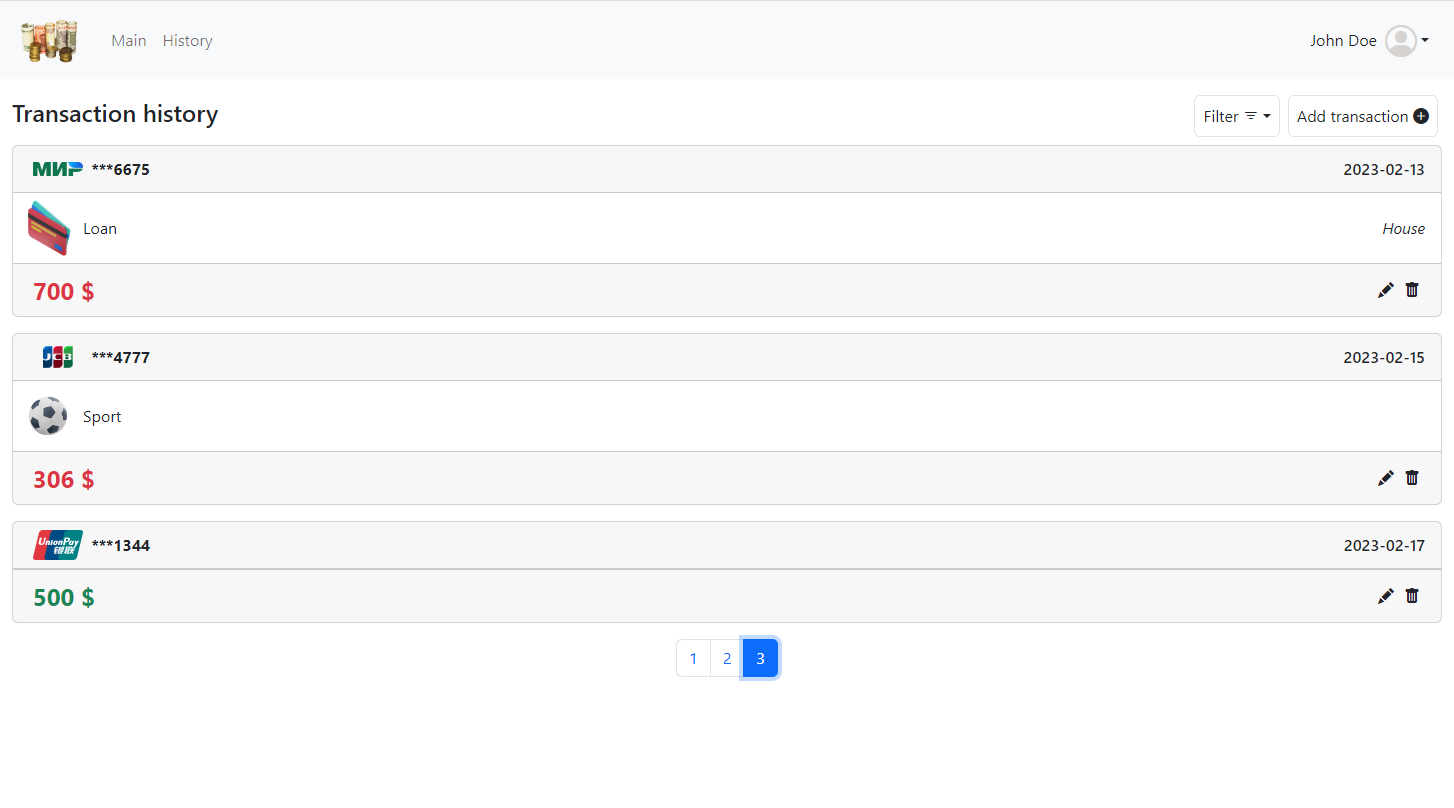 Main History John Doe
Transaction history Filter Add transaction
МИР ***6675 2023-02-13
Loan House
700 $
JCB ***4777 2023-02-15
Sport
306 $
UnionPay 银联 ***1344 2023-02-17
500 $
1 2 3